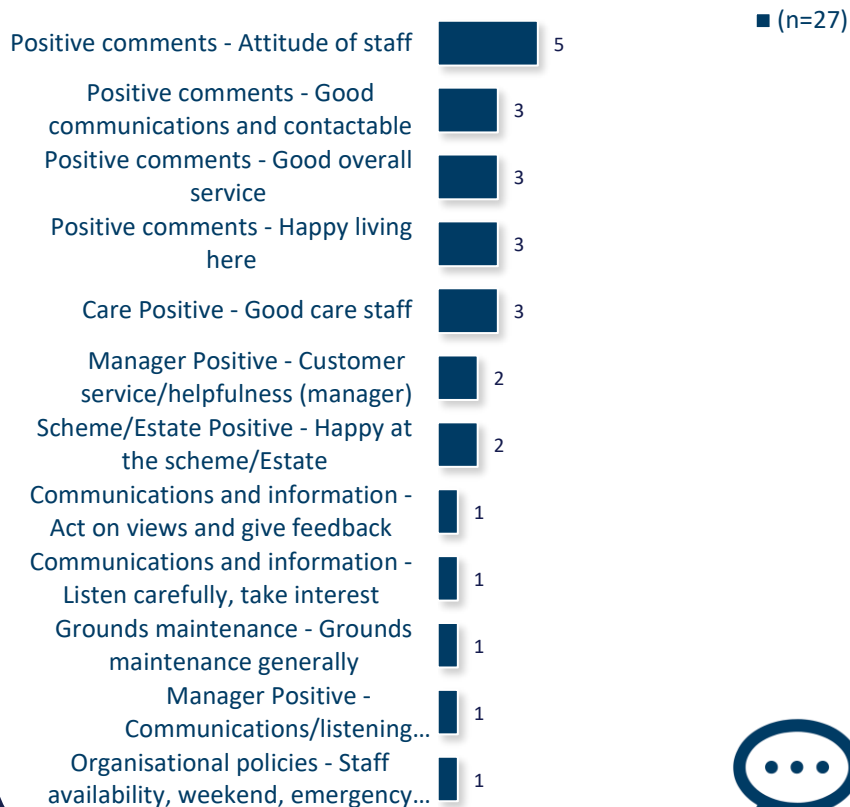 ■ (n=27)
Positive comments - Attitude of staff
5
Positive comments - Good
communications and contactable
3
Positive comments - Good overall
service
3
Positive comments - Happy living
here
3
Care Positive - Good care staff
3
Manager Positive - Customer
service/helpfulness (manager)
2
Scheme/Estate Positive - Happy at
the scheme/Estate
2
Communications and information -
Act on views and give feedback
1
Communications and information -
Listen carefully, take interest
1
Grounds maintenance - Grounds
maintenance generally
1
Manager Positive -
Communications/listening…
1
Organisational policies - Staff
availability, weekend, emergency…
1